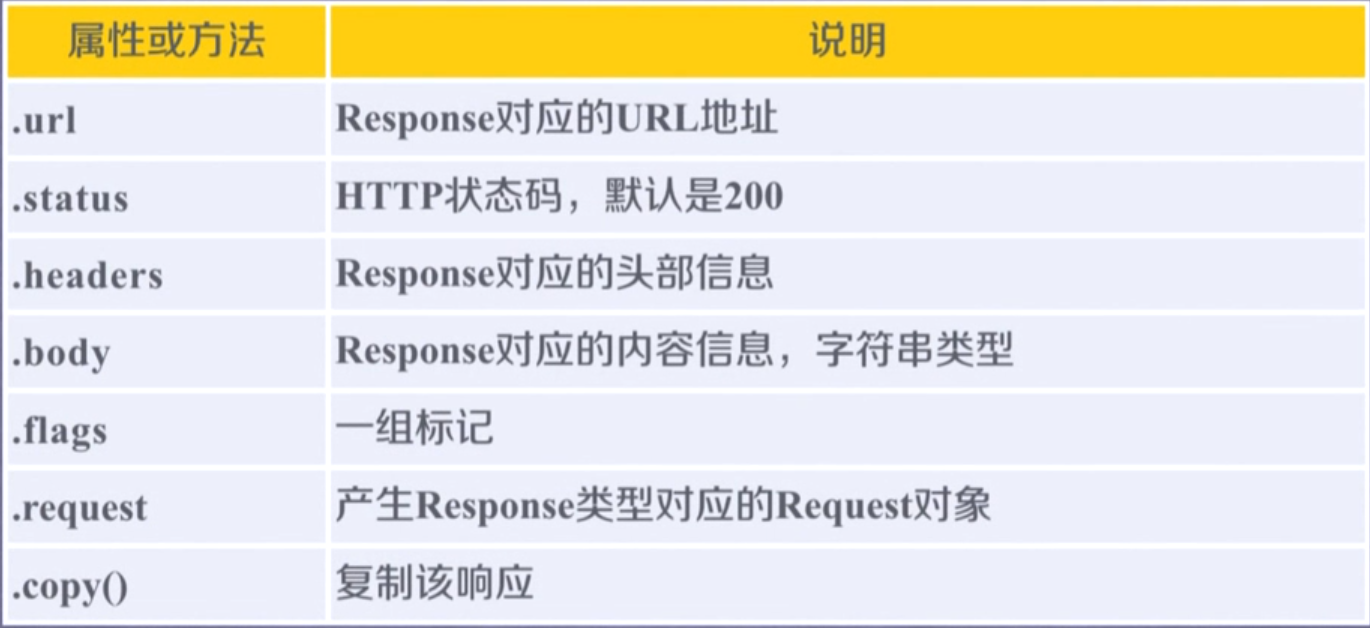 属性或方法 说明
.url Response对应的URL地址
.status HTTP状态码，默认是200
.headers Response对应的头部信息
.body Response对应的内容信息，字符串类型
.flags 一组标记
.request 产生Response类型对应的Request对象
.copy() 复制该响应